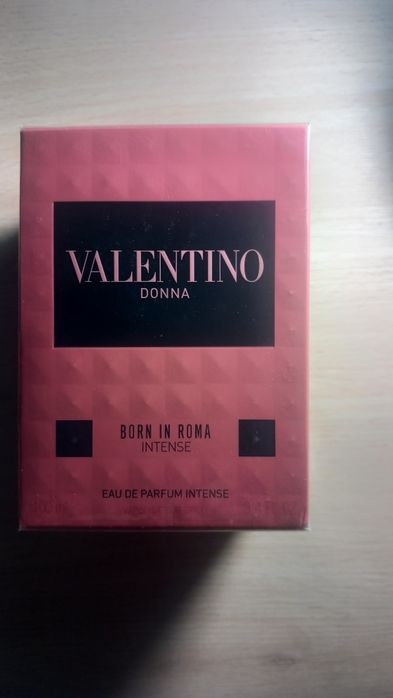 VALENTINO
DONNA
BORN IN ROMA
INTENSE
EAU DE PARFUM INTENSE